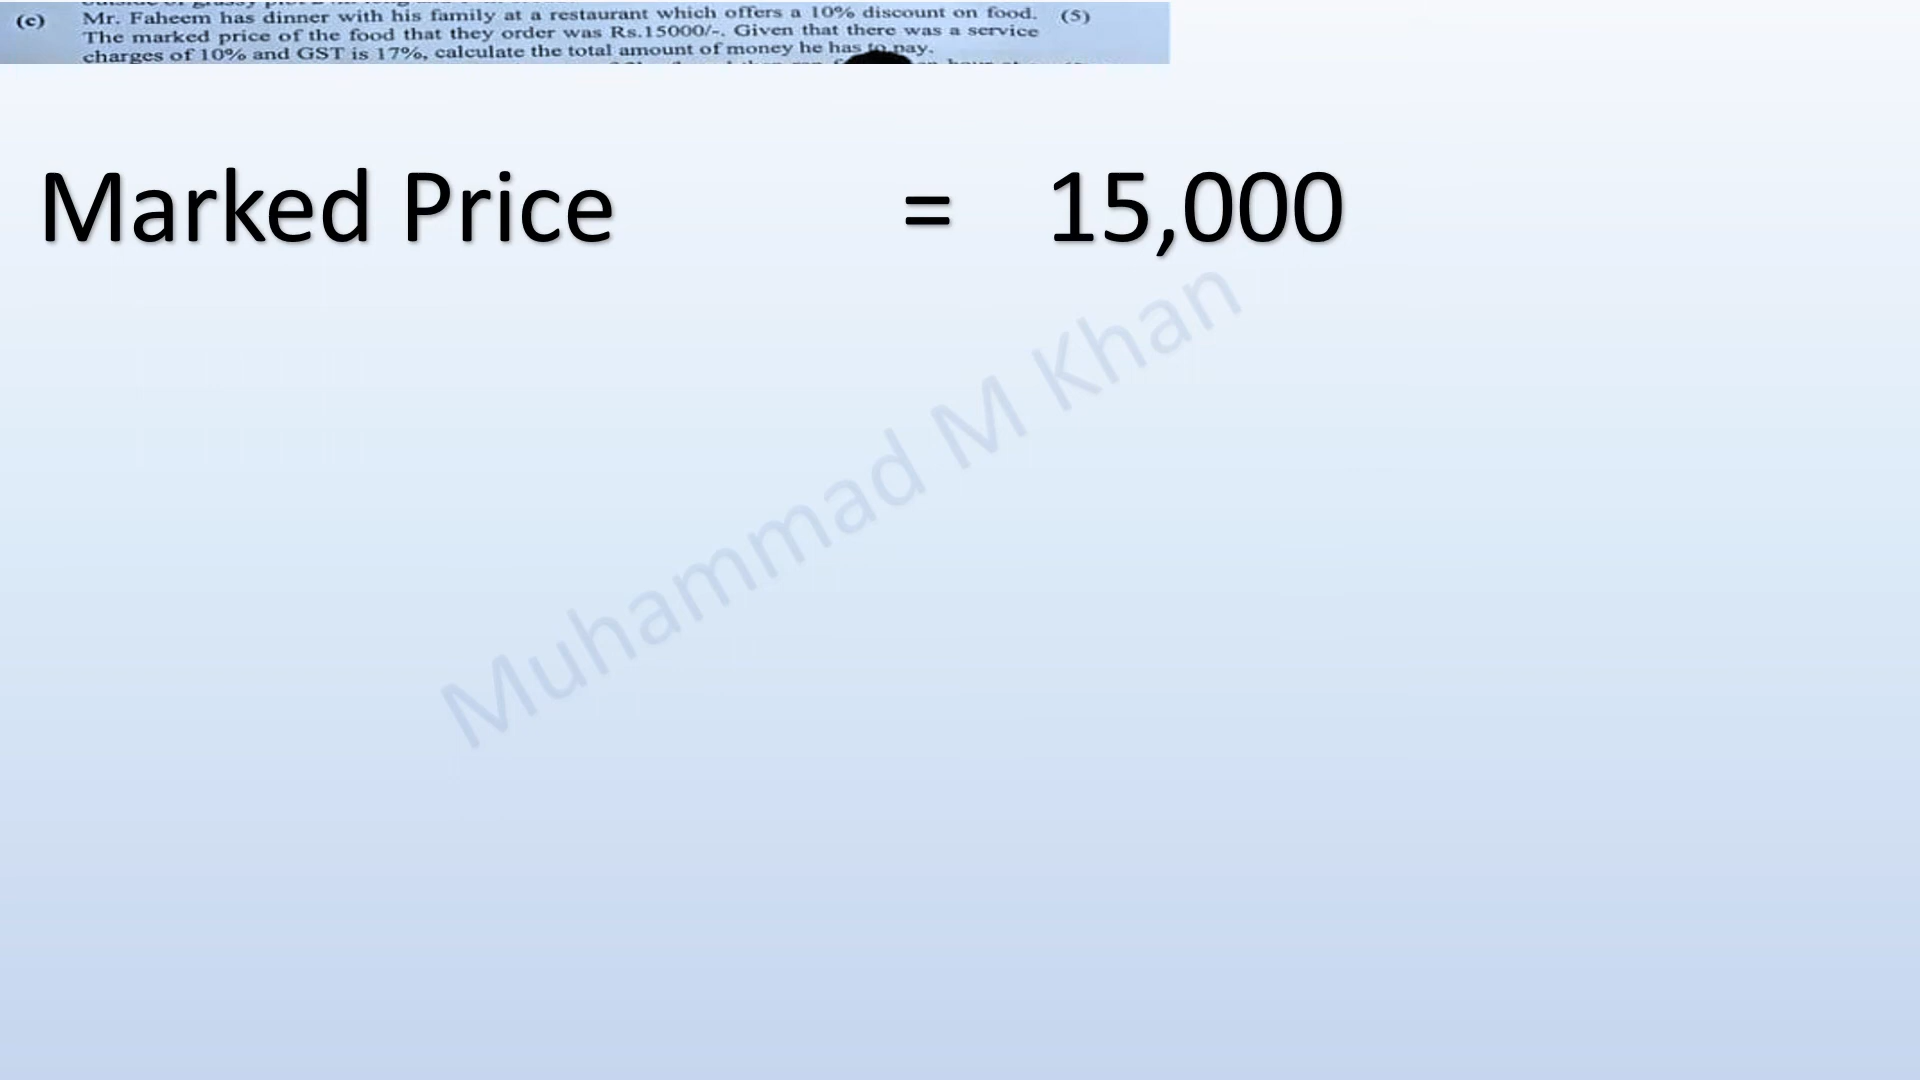 (c) Mr. Faheem has dinner with his family at a restaurant which offers a 10% discount on food. (5)
The marked price of the food that they order was Rs.15000/-. Given that there was a service
charges of 10% and GST is 17%, calculate the total amount of money he has to pay.
Marked Price = 15,000
Muhammad M Khan